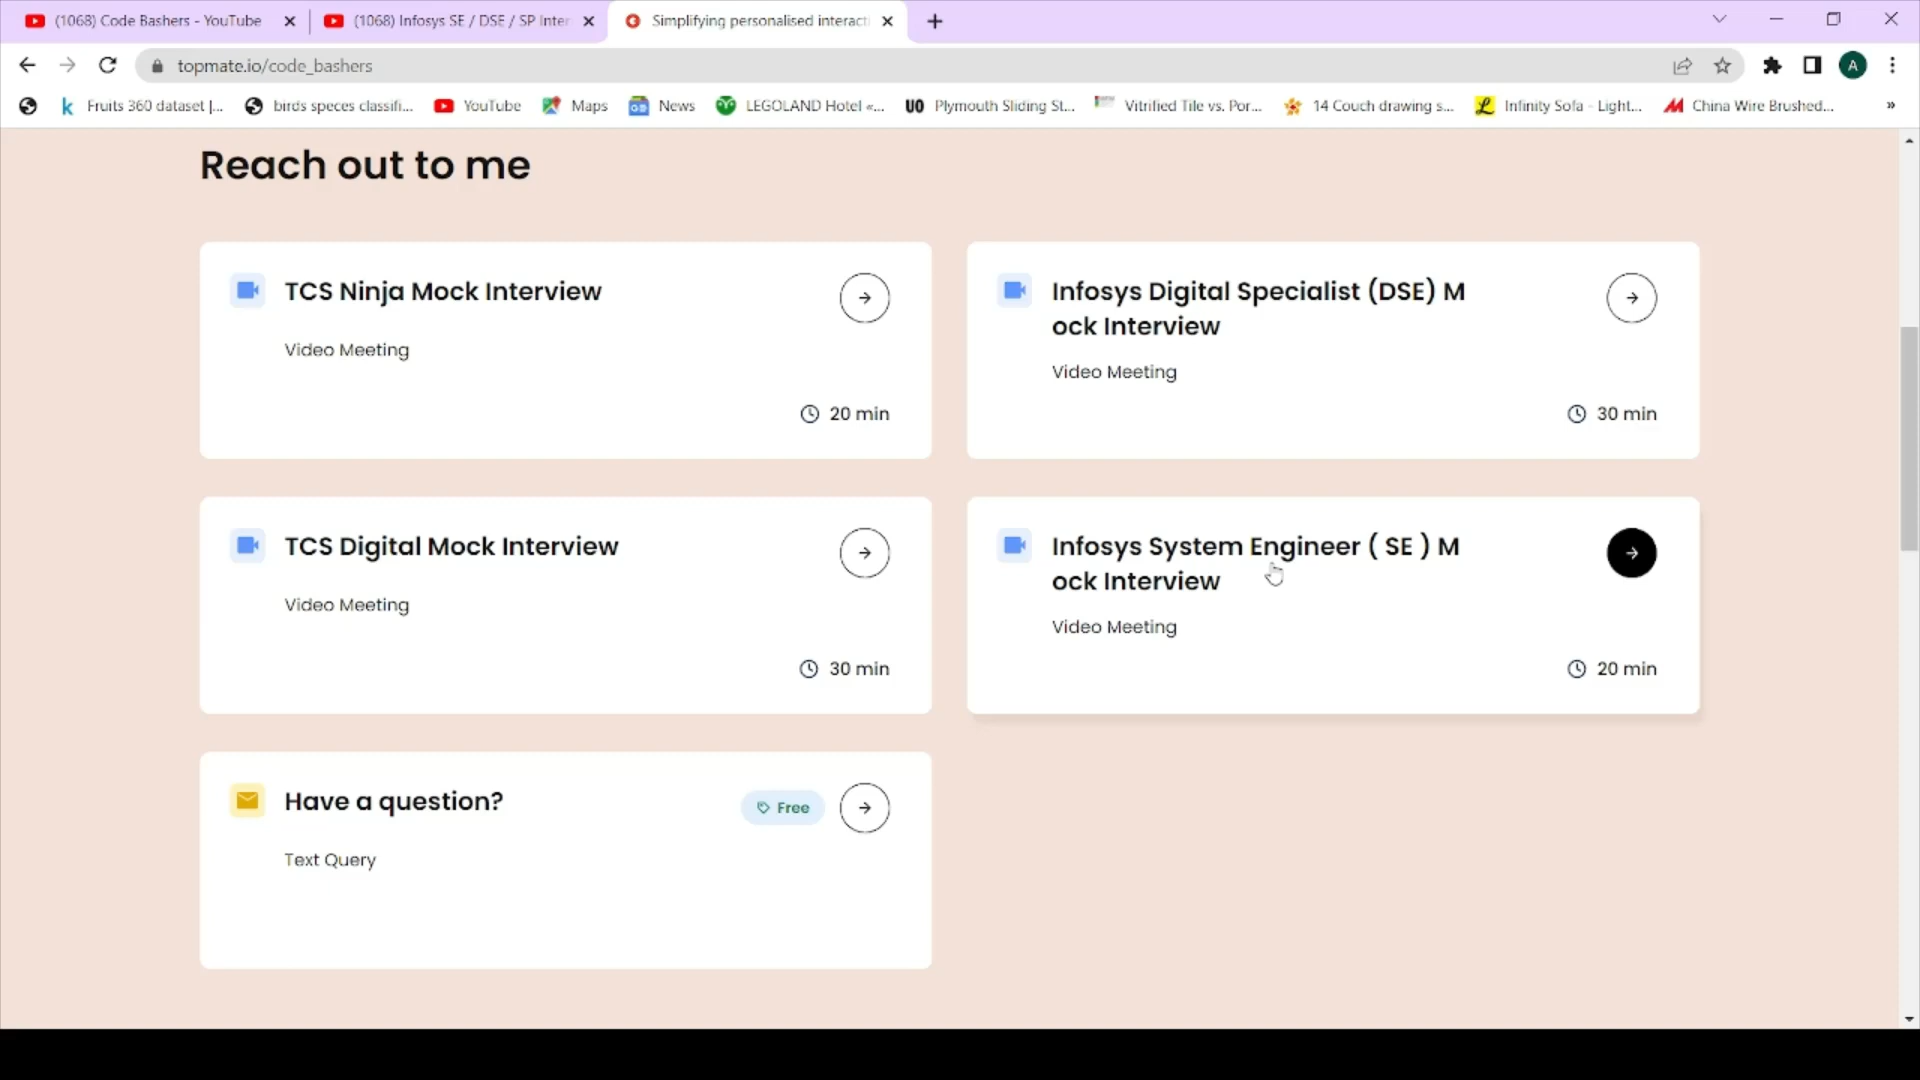 (1068) Code Bashers - YouTube
(1068) Infosys SE / DSE / SP Inter
Simplifying personalised interacti
topmate.io/code_bashers
A
k Fruits 360 dataset |...
birds speces classifi...
YouTube
Maps
News
LEGOLAND Hotel «...
UO Plymouth Sliding St...
Vitrified Tile vs. Por...
14 Couch drawing s...
Infinity Sofa - Light...
China Wire Brushed...
»
Reach out to me
TCS Ninja Mock Interview
Video Meeting
20 min
Infosys Digital Specialist (DSE) M
ock Interview
Video Meeting
30 min
TCS Digital Mock Interview
Video Meeting
30 min
Infosys System Engineer ( SE ) M
ock Interview
Video Meeting
20 min
Have a question?
Free
Text Query